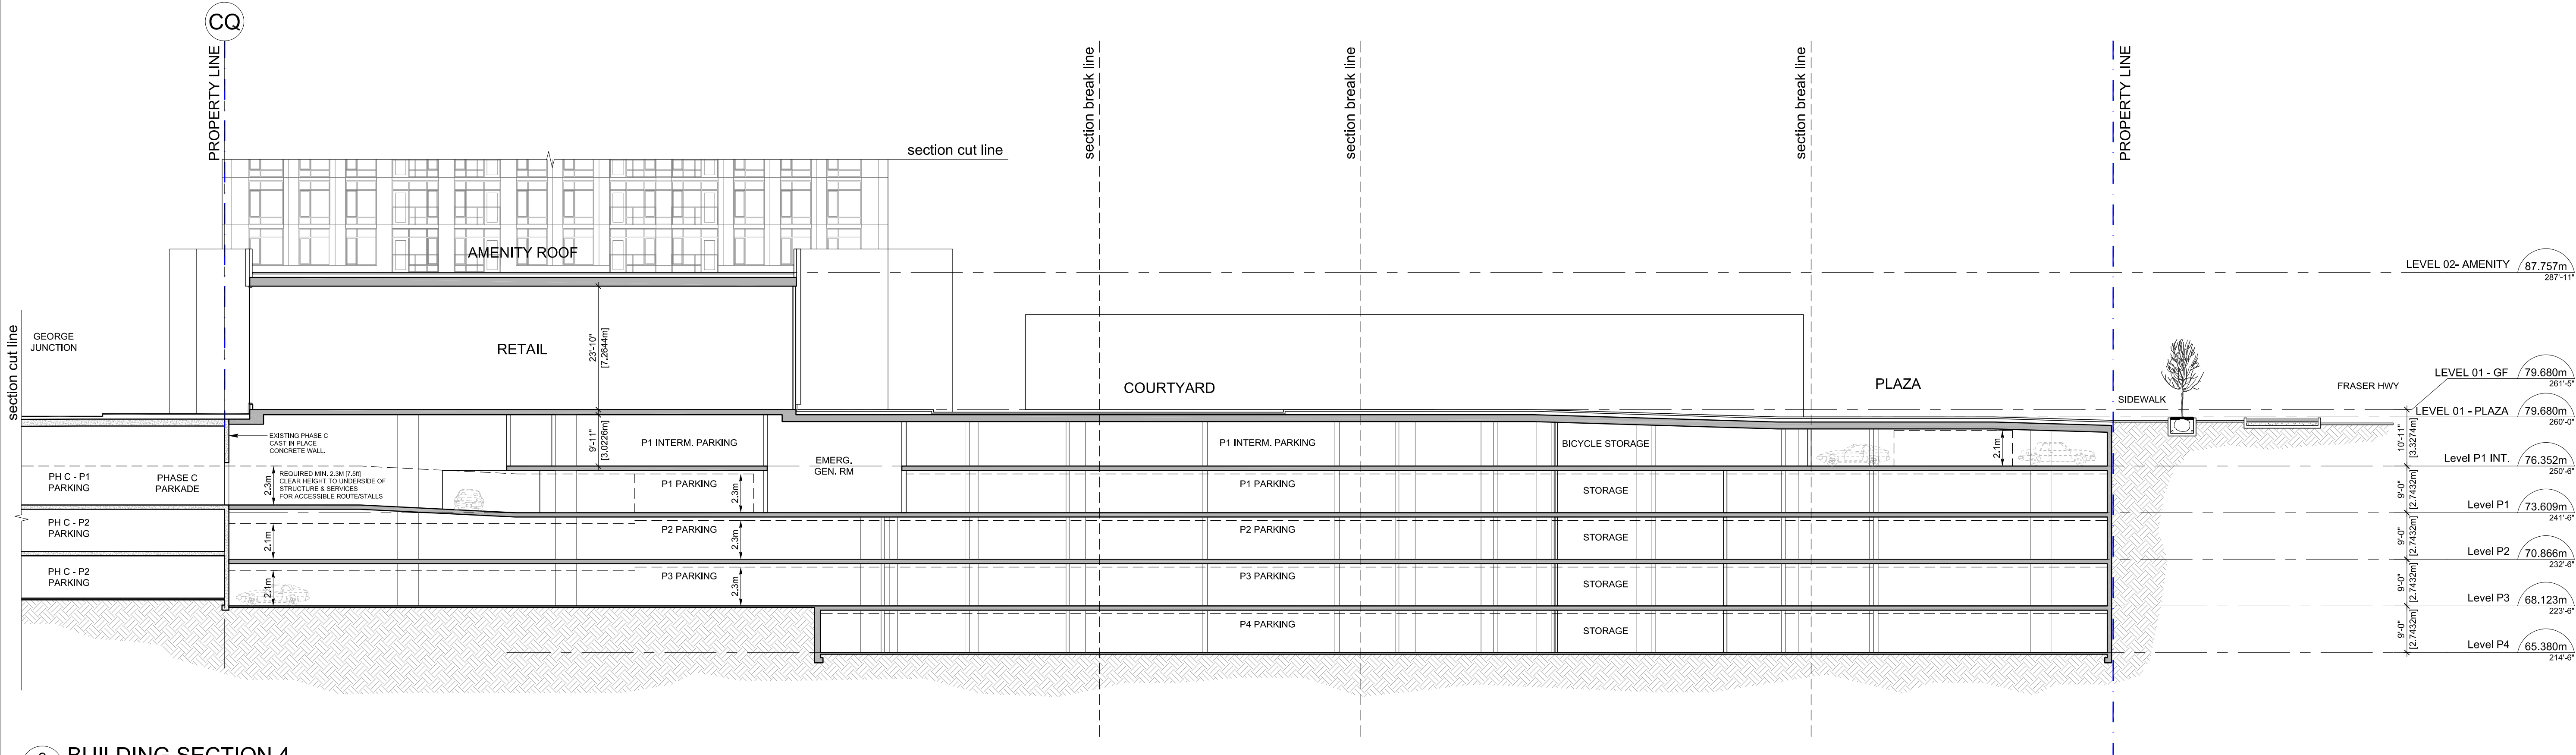 CQ
PROPERTY LINE
section cut line
section break line
section break line
section break line
PROPERTY LINE
AMENITY ROOF
LEVEL 02- AMENITY 87.757m
287'-11"
section cut line
GEORGE
JUNCTION
RETAIL
23'-10"
[7.2644m]
COURTYARD
PLAZA
SIDEWALK
FRASER HWY
LEVEL 01 - GF 79.680m
261'-5"
LEVEL 01 - PLAZA 79.680m
260'-0"
EXISTING PHASE C
CAST IN PLACE
CONCRETE WALL.
9'-11"
[3.0226m]
P1 INTERM. PARKING
P1 INTERM. PARKING
BICYCLE STORAGE
2.1m
10'-11"
[3.3274m]
Level P1 INT. 76.352m
250'-6"
EMERG.
GEN. RM
PH C - P1
PARKING
PHASE C
PARKADE
2.3m
REQUIRED MIN. 2.3M [7.5ft]
CLEAR HEIGHT TO UNDERSIDE OF
STRUCTURE & SERVICES
FOR ACCESSIBLE ROUTE/STALLS
P1 PARKING
2.3m
P1 PARKING
STORAGE
9'-0"
[2.7432m]
Level P1 73.609m
241'-6"
PH C - P2
PARKING
2.1m
P2 PARKING
2.3m
P2 PARKING
STORAGE
9'-0"
[2.7432m]
Level P2 70.866m
232'-6"
PH C - P2
PARKING
2.1m
P3 PARKING
2.3m
P3 PARKING
STORAGE
9'-0"
[2.7432m]
Level P3 68.123m
223'-6"
P4 PARKING
STORAGE
9'-0"
[2.7432m]
Level P4 65.380m
214'-6"
BUILDING SECTION 4